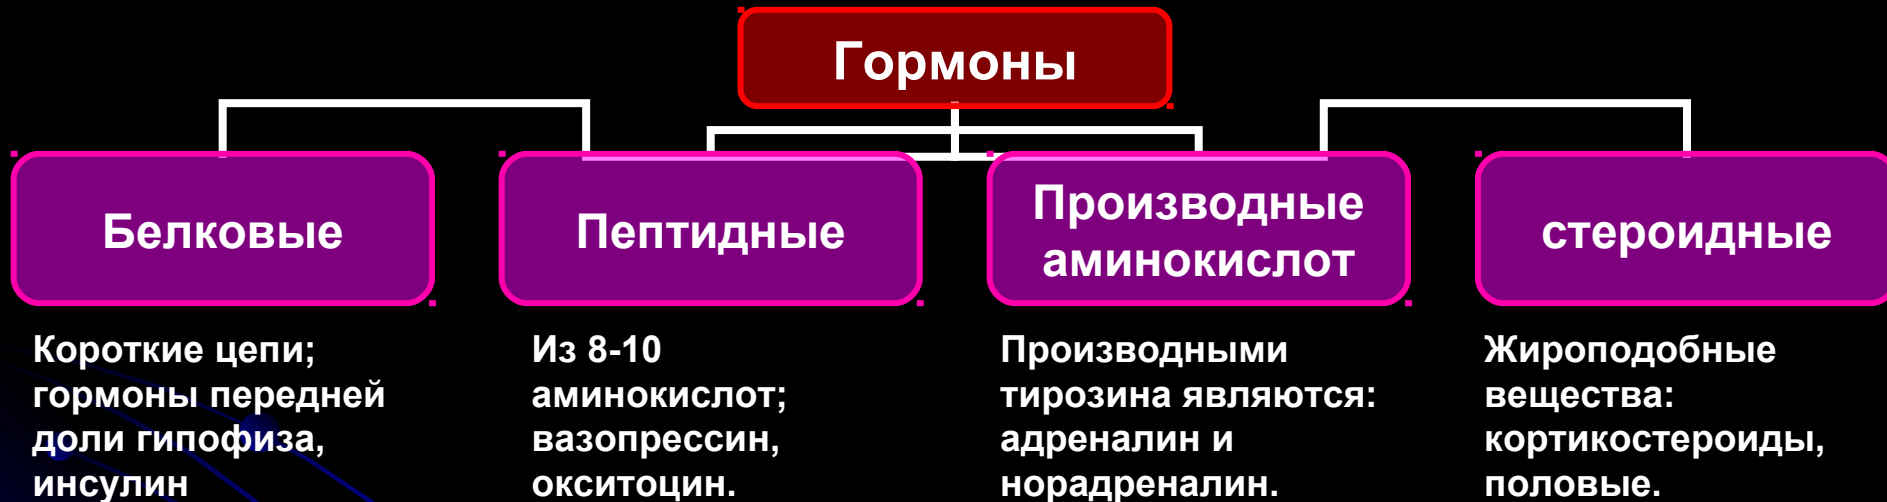 Гормоны
Белковые
Пептидные
Производные
аминокислот
стероидные
Короткие цепи;
гормоны передней
доли гипофиза,
инсулин
Из 8-10
аминокислот;
вазопрессин,
окситоцин.
Производными
тирозина являются:
адреналин и
норадреналин.
Жироподобные
вещества:
кортикостероиды,
половые.